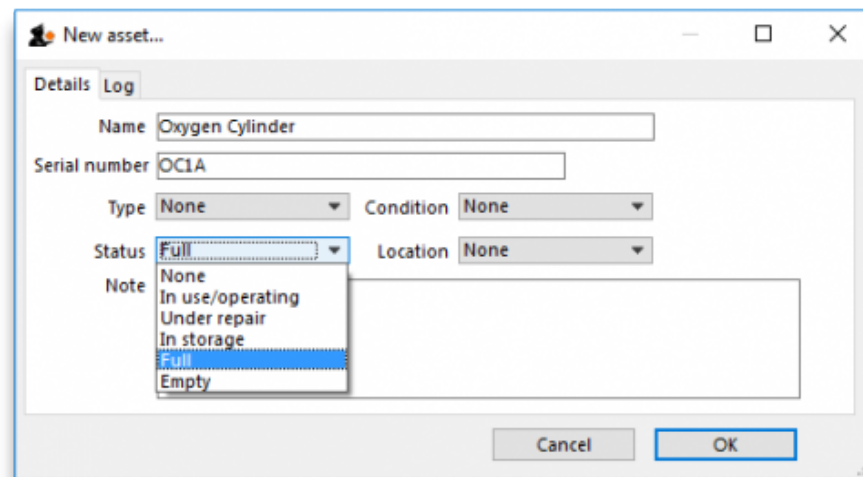 New asset...
Details Log
Name Oxygen Cylinder
Serial number OC1A
Type None Condition None
Status Full Location None
Note
None
In use/operating
Under repair
In storage
Full
Empty
Cancel OK